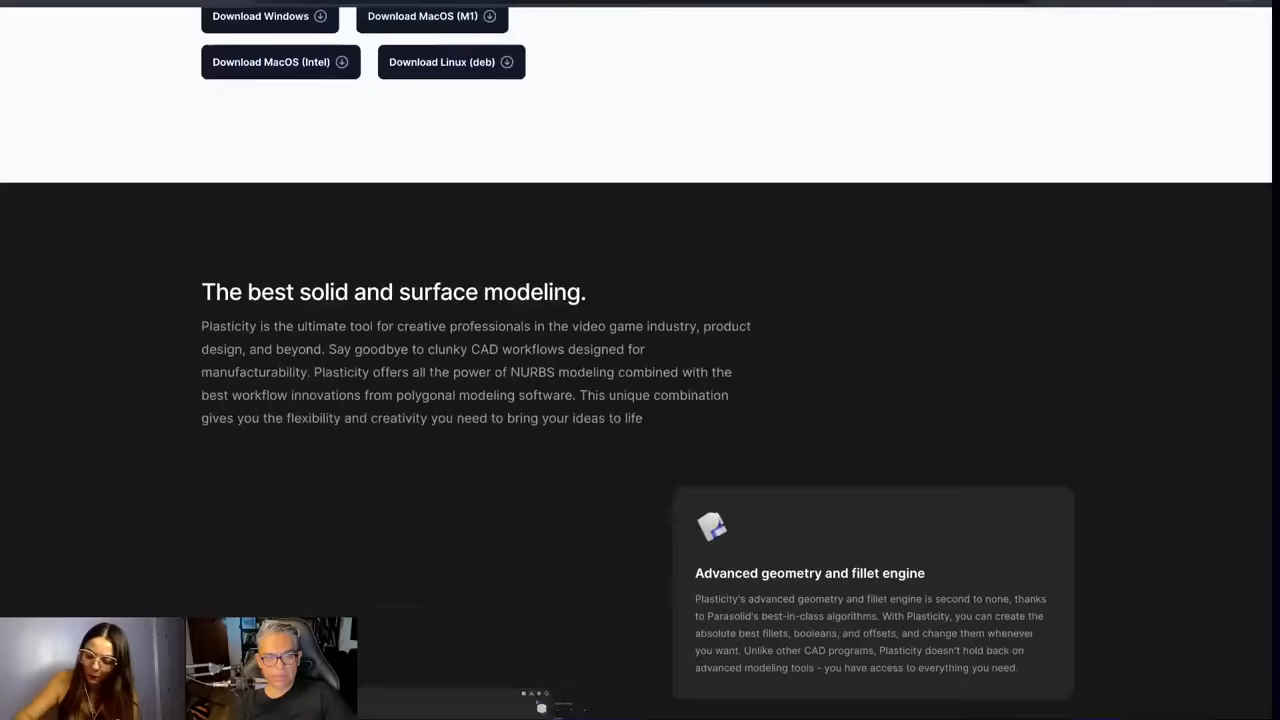 Download Windows
Download MacOS (M1)
Download MacOS (Intel)
Download Linux (deb)
The best solid and surface modeling.
Plasticity is the ultimate tool for creative professionals in the video game industry, product
design, and beyond. Say goodbye to clunky CAD workflows designed for
manufacturability. Plasticity offers all the power of NURBS modeling combined with the
best workflow innovations from polygonal modeling software. This unique combination
gives you the flexibility and creativity you need to bring your ideas to life
Advanced geometry and fillet engine
Plasticity's advanced geometry and fillet engine is second to none, thanks
to Parasolid's best-in-class algorithms. With Plasticity, you can create the
absolute best fillets, booleans, and offsets, and change them whenever
you want. Unlike other CAD programs, Plasticity doesn't hold back on
advanced modeling tools - you have access to everything you need.